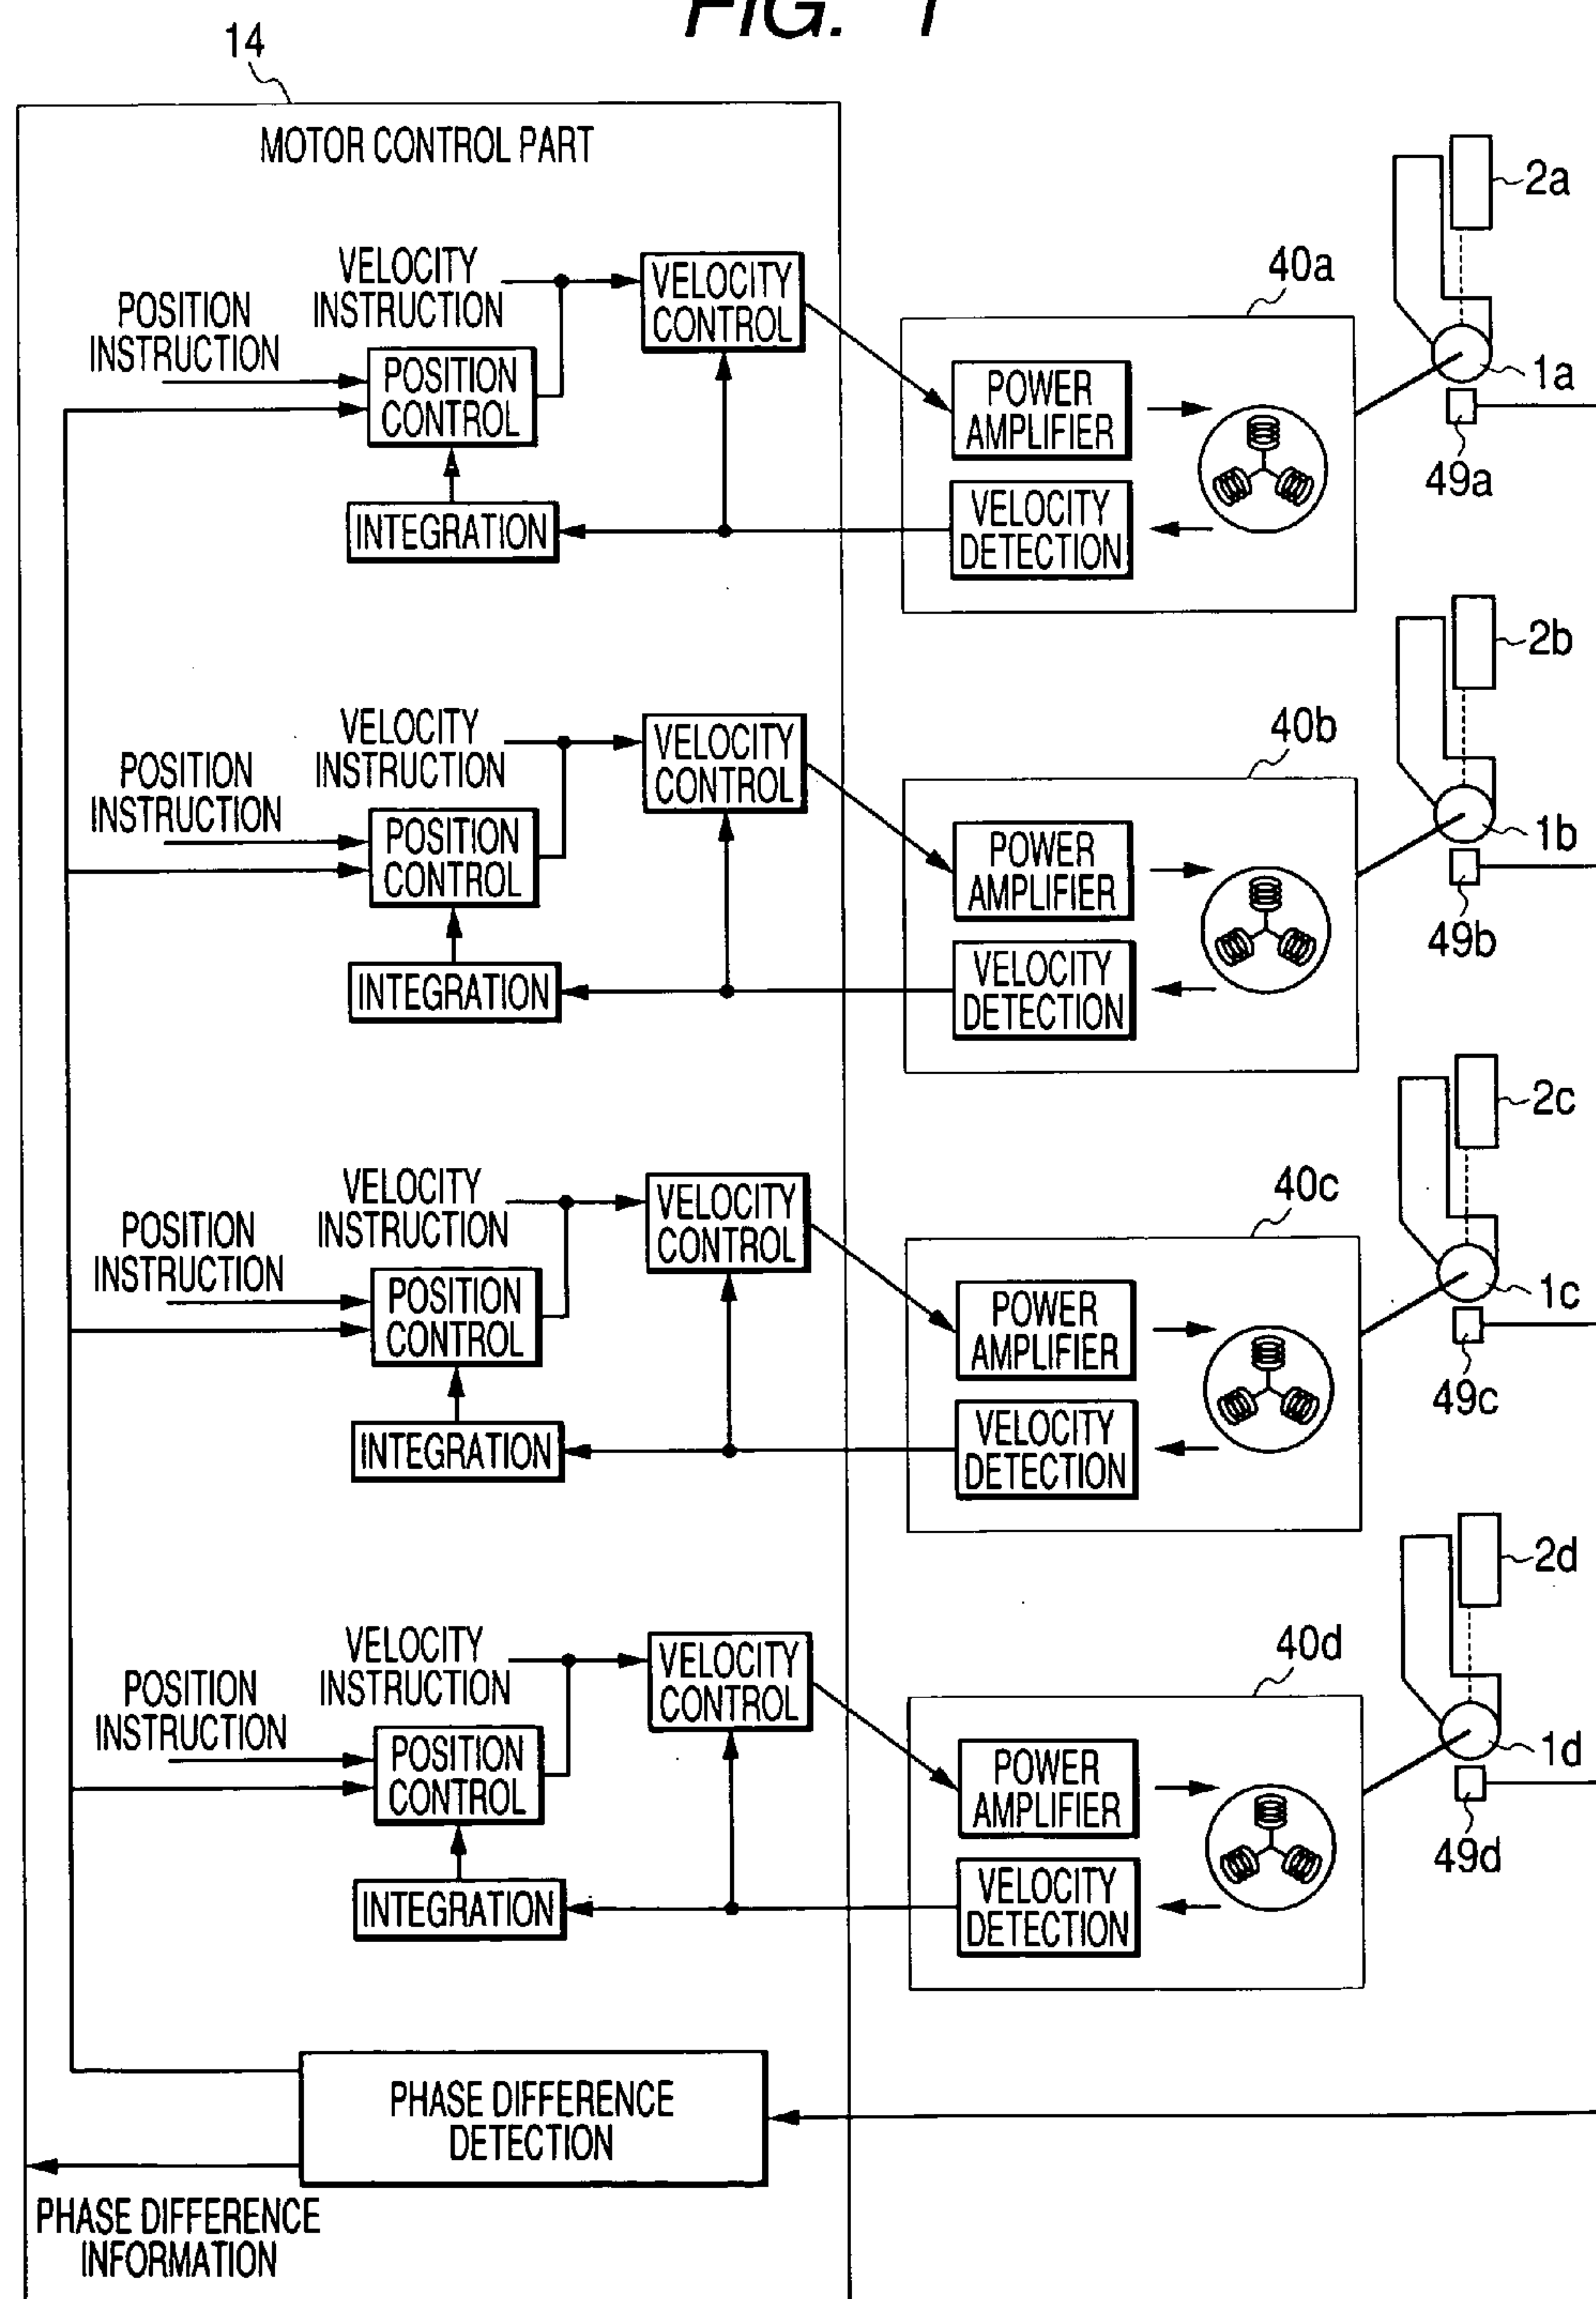 FIG. 1
14
MOTOR CONTROL PART
2a
40a
VELOCITY
INSTRUCTION
VELOCITY
CONTROL
POSITION
INSTRUCTION
POSITION
CONTROL
POWER
AMPLIFIER
1a
49a
INTEGRATION
VELOCITY
DETECTION
2b
40b
VELOCITY
INSTRUCTION
VELOCITY
CONTROL
POSITION
INSTRUCTION
POSITION
CONTROL
POWER
AMPLIFIER
1b
49b
INTEGRATION
VELOCITY
DETECTION
2c
40c
VELOCITY
INSTRUCTION
VELOCITY
CONTROL
POSITION
INSTRUCTION
POSITION
CONTROL
POWER
AMPLIFIER
1c
49c
INTEGRATION
VELOCITY
DETECTION
2d
40d
VELOCITY
INSTRUCTION
VELOCITY
CONTROL
POSITION
INSTRUCTION
POSITION
CONTROL
POWER
AMPLIFIER
1d
49d
INTEGRATION
VELOCITY
DETECTION
PHASE DIFFERENCE
DETECTION
PHASE DIFFERENCE
INFORMATION